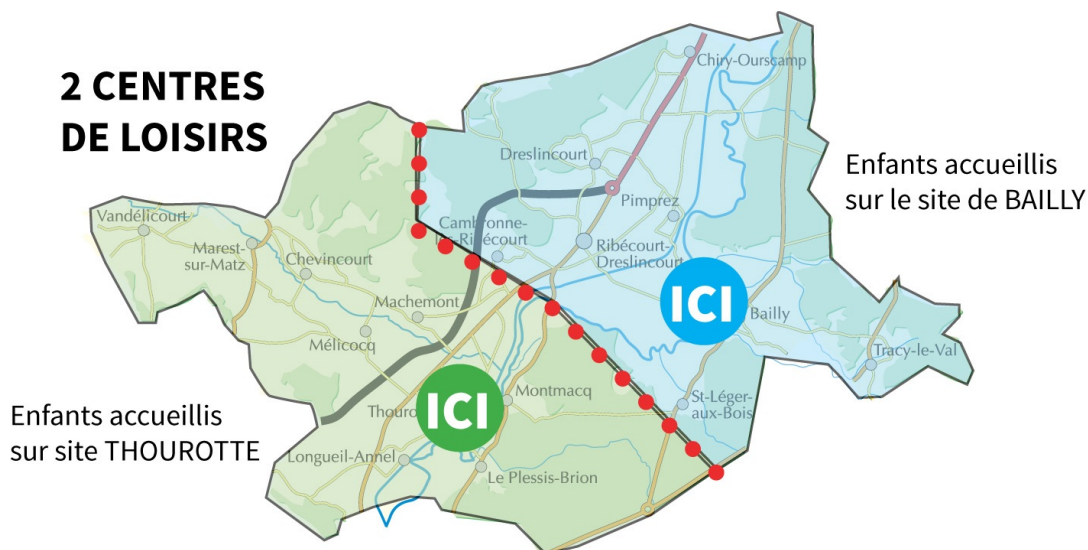 2 CENTRES
DE LOISIRS
Chiry-Ourscamp
Dreslincourt
Enfants accueillis
sur le site de BAILLY
Pimprez
Vandélicourt
Cambronne-
lès-Ribécourt
Marest-
sur-Matz
Ribécourt-
Dreslincourt
Chevincourt
Machemont
ICI
Bailly
Mélicocq
Tracy-le-Val
Montmacq
St-Léger-
aux-Bois
Thouro
ICI
Enfants accueillis
sur site THOUROTTE
Longueil-Annel
Le Plessis-Brion